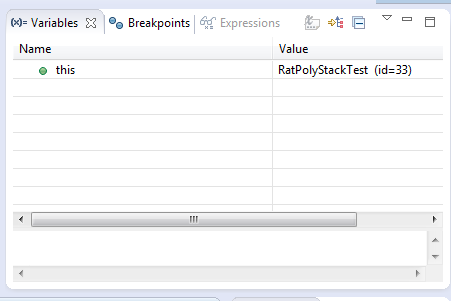 (x)= Variables Breakpoints Expressions
Name Value
this RatPolyStackTest (id=33)